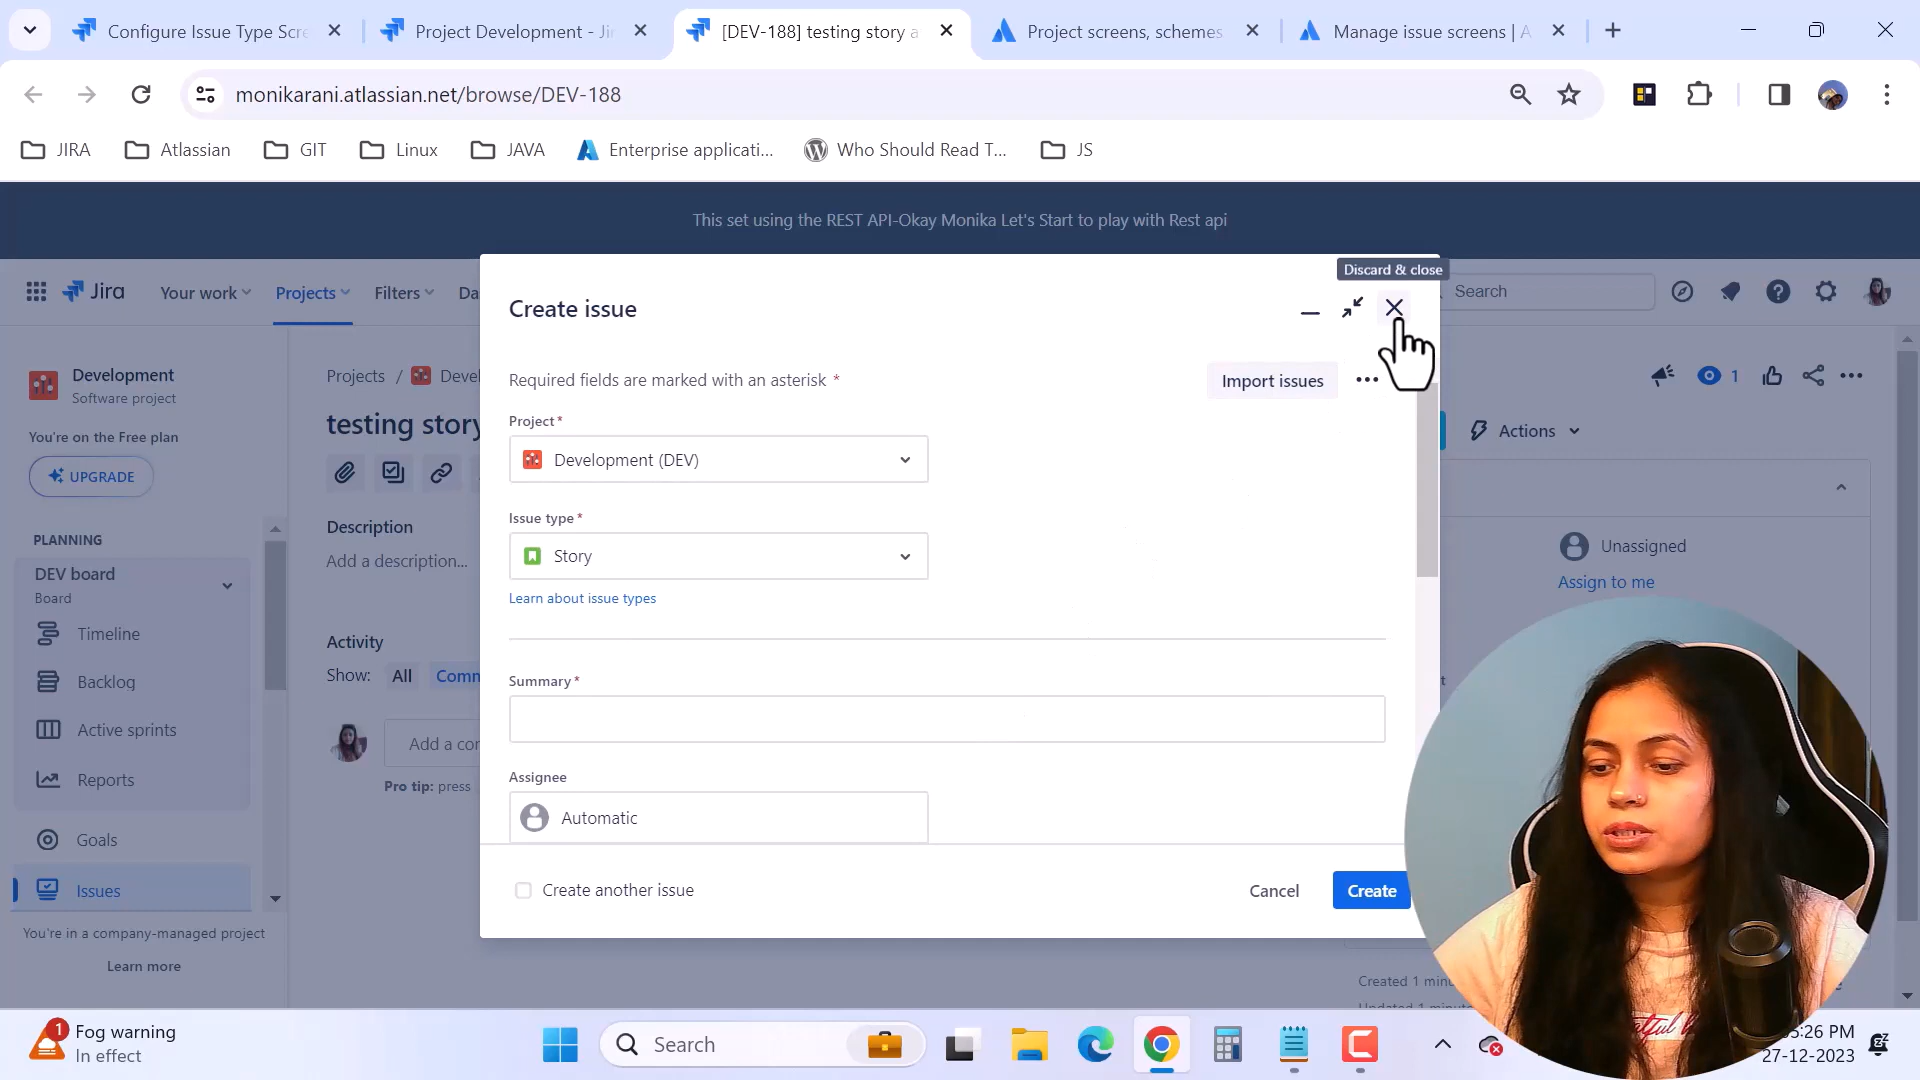 Configure Issue Type Scre
Project Development - Ji
[DEV-188] testing story a
Project screens, schemes
Manage issue screens | A
monikarani.atlassian.net/browse/DEV-188
JIRA
Atlassian
GIT
Linux
JAVA
Enterprise applicati...
Who Should Read T...
JS
This set using the REST API-Okay Monika Let's Start to play with Rest api
Jira
Your work
Projects
Filters
Da
Search
Discard & close
Create issue
Required fields are marked with an asterisk *
Import issues
Project*
Development (DEV)
Issue type*
Story
Learn about issue types
Summary*
Assignee
Automatic
Create another issue
Cancel
Create
Development
Software project
You're on the Free plan
UPGRADE
PLANNING
DEV board
Board
Timeline
Backlog
Active sprints
Reports
Goals
Issues
You're in a company-managed project
Learn more
Projects / Devel
testing story
Description
Add a description...
Activity
Show: All Comm
Add a com
Pro tip: press
1
Actions
Unassigned
Assign to me
Created 1 minu
1
Fog warning
In effect
Search
:26 PM
27-12-2023